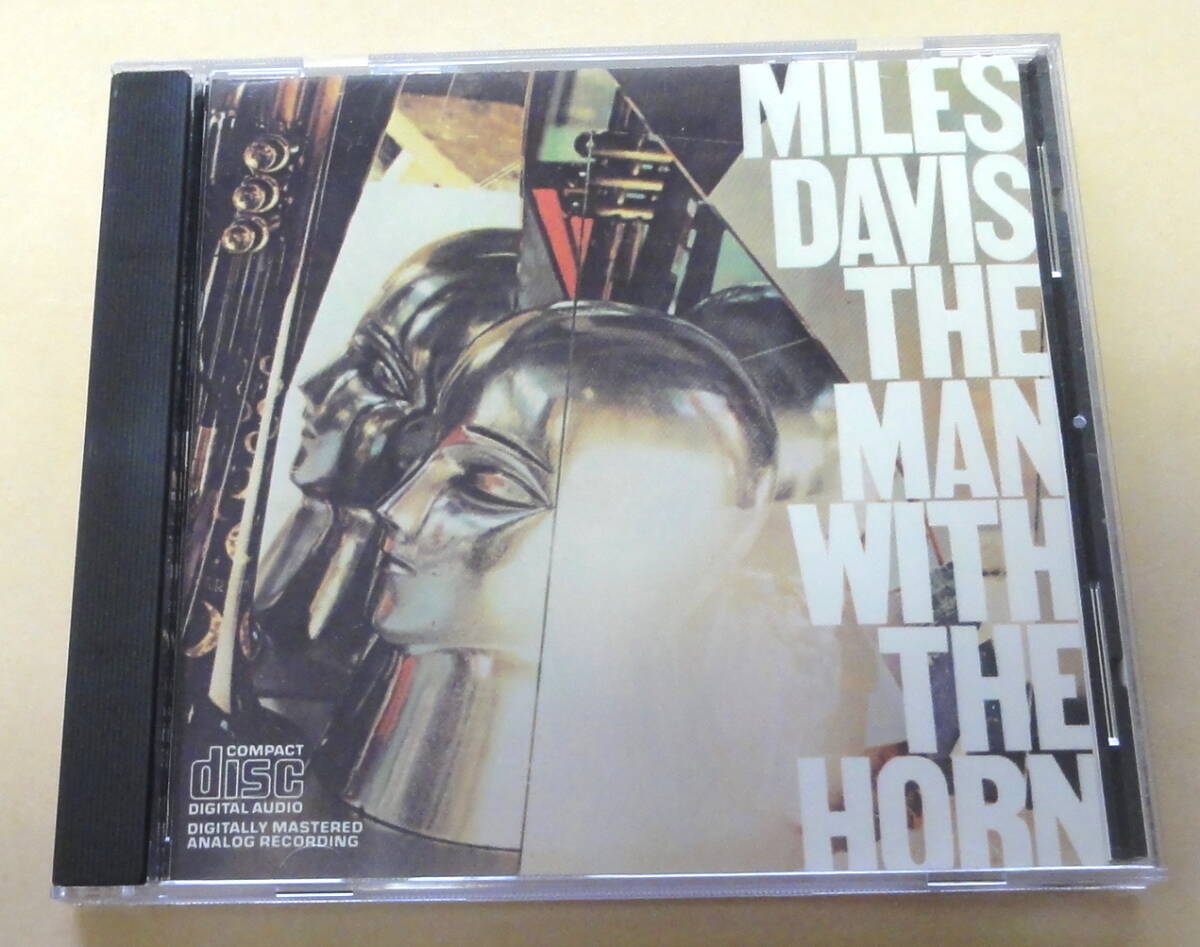 MILES
DAVIS
THE
MAN
WITH
THE
HORN
COMPACT
disc
DIGITAL AUDIO
DIGITALLY MASTERED
ANALOG RECORDING